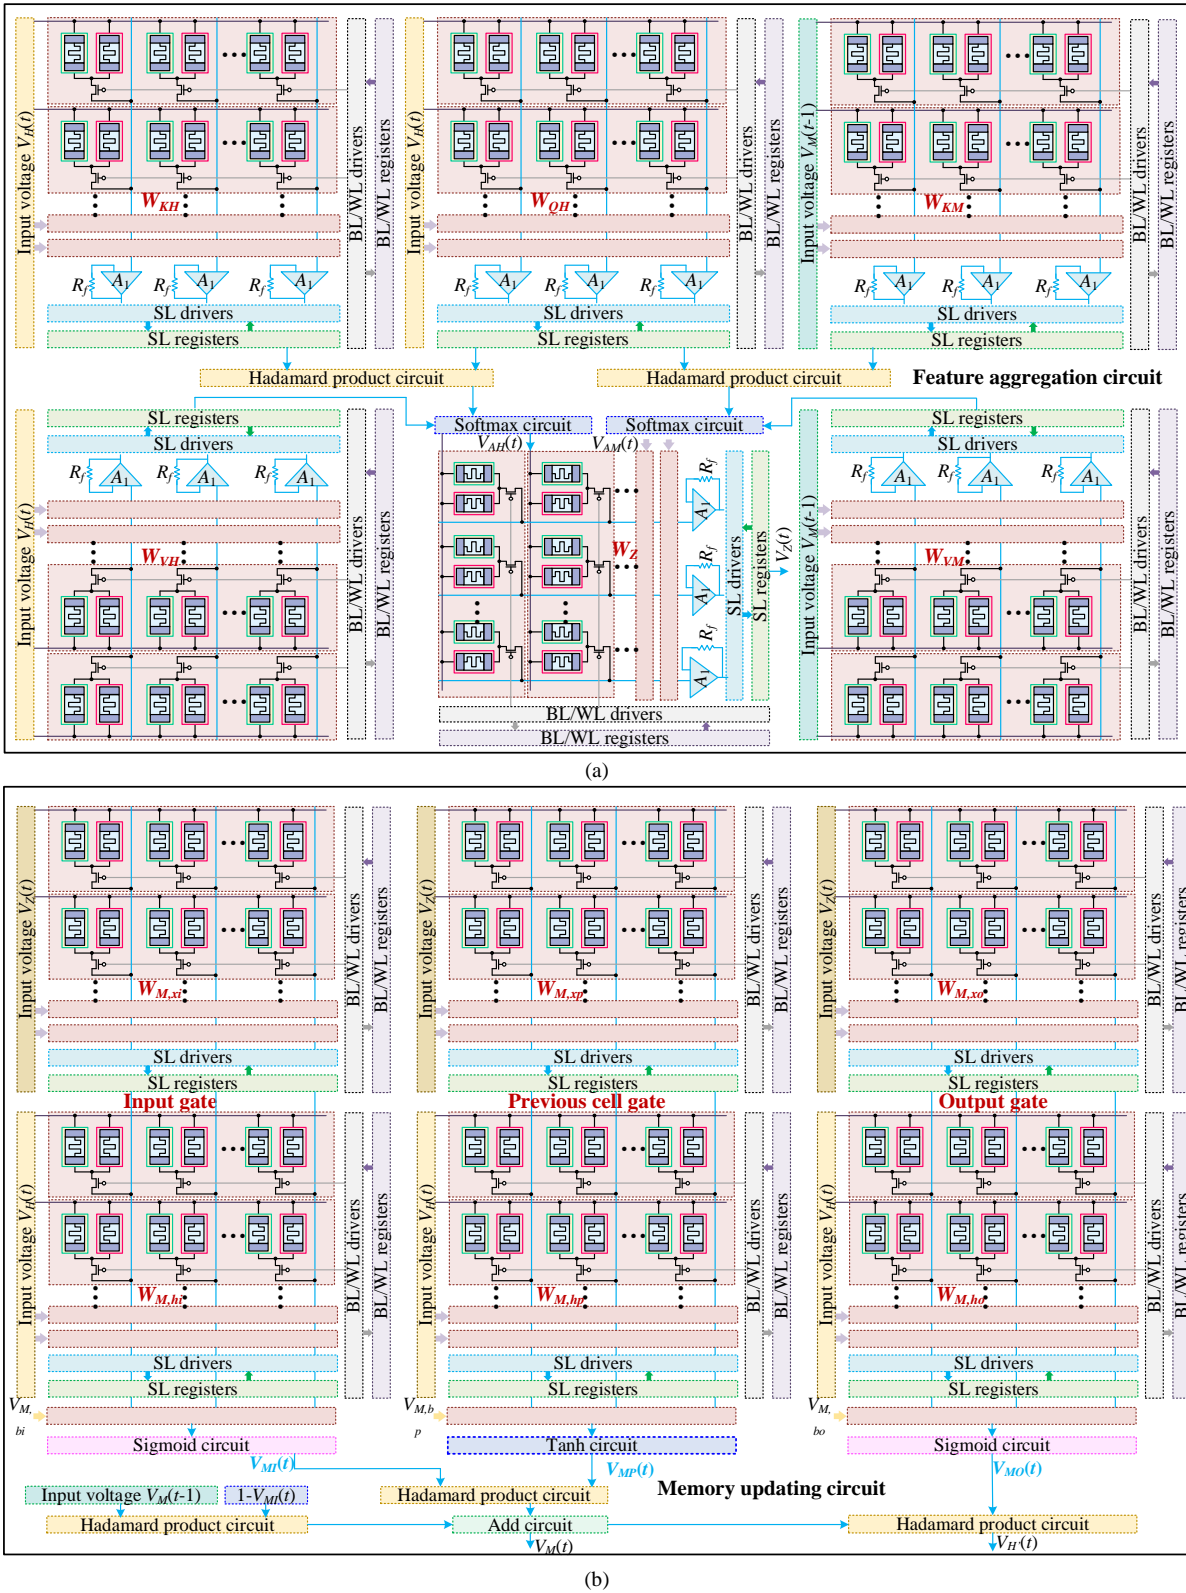 Input voltage V_H(t)
W_KH
R_f A_1 R_f A_1 R_f A_1
SL drivers
SL registers
BL/WL drivers
BL/WL registers
Input voltage V_H(t)
W_QH
R_f A_1 R_f A_1 R_f A_1
SL drivers
SL registers
BL/WL drivers
BL/WL registers
Input voltage V_M(t-1)
W_KM
R_f A_1 R_f A_1 R_f A_1
SL drivers
SL registers
BL/WL drivers
BL/WL registers
Hadamard product circuit
Hadamard product circuit
Feature aggregation circuit
Input voltage V_H(t)
SL registers
SL drivers
R_f A_1 R_f A_1 R_f A_1
W_VH
BL/WL drivers
BL/WL registers
Softmax circuit
Softmax circuit
V_AH(t)
V_AM(t)
W_Z
R_f
A_1
R_f
A_1
R_f
A_1
SL drivers
SL registers
V_Z(t)
BL/WL drivers
BL/WL registers
Input voltage V_M(t-1)
SL registers
SL drivers
R_f A_1 R_f A_1 R_f A_1
W_VM
BL/WL drivers
BL/WL registers
(a)
Input voltage V_Z(t)
W_M,xi
SL drivers
SL registers
BL/WL drivers
BL/WL registers
Input voltage V_Z(t)
W_M,xp
SL drivers
SL registers
BL/WL drivers
BL/WL registers
Input voltage V_Z(t)
W_M,xo
SL drivers
SL registers
BL/WL drivers
BL/WL registers
Input gate
Previous cell gate
Output gate
Input voltage V_H(t)
W_M,hi
SL drivers
SL registers
BL/WL drivers
BL/WL registers
Input voltage V_H(t)
W_M,hp
SL drivers
SL registers
BL/WL drivers
BL/WL registers
Input voltage V_H(t)
W_M,ho
SL drivers
SL registers
BL/WL drivers
BL/WL registers
V_M,
bi
V_M,b
p
V_M,
bo
Sigmoid circuit
Tanh circuit
Sigmoid circuit
V_MI(t)
V_MP(t)
V_MO(t)
Memory updating circuit
Input voltage V_M(t-1)
1-V_MI(t)
Hadamard product circuit
Hadamard product circuit
Add circuit
Hadamard product circuit
V_M(t)
V_H'(t)
(b)